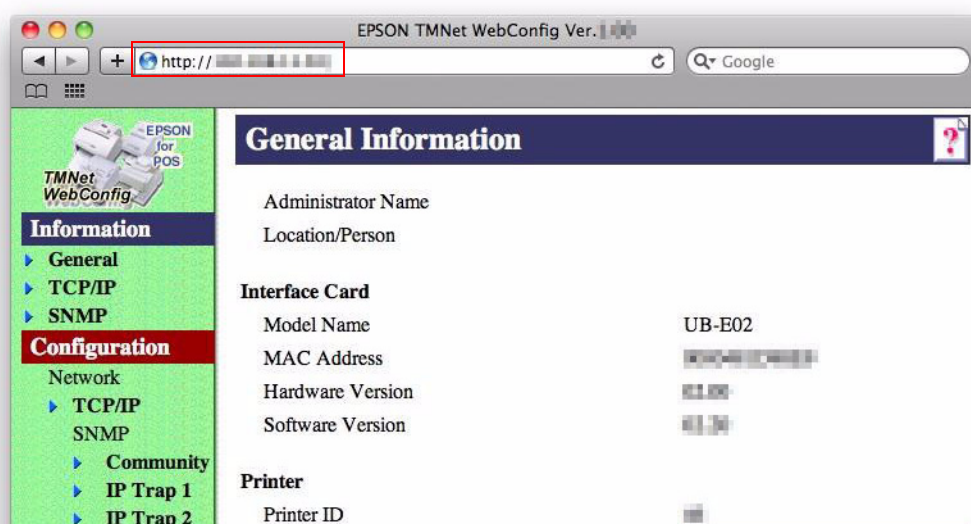 EPSON TMNet WebConfig Ver.
http://
Google
EPSON
for
POS
TMNet
WebConfig
Information
General
TCP/IP
SNMP
Configuration
Network
TCP/IP
SNMP
Community
IP Trap 1
IP Trap 2
General Information
?
Administrator Name
Location/Person
Interface Card
Model Name UB-E02
MAC Address
Hardware Version
Software Version
Printer
Printer ID